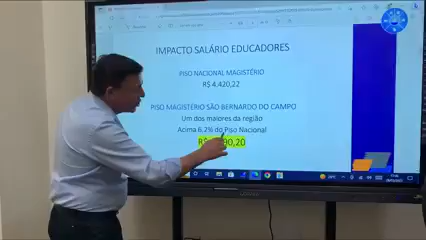 IMPACTO SALÁRIO EDUCADORES
PISO NACIONAL MAGISTÉRIO
R$ 4.420,22
PISO MAGISTÉRIO SÃO BERNARDO DO CAMPO
Um dos maiores da região
Acima 6.2% do Piso Nacional